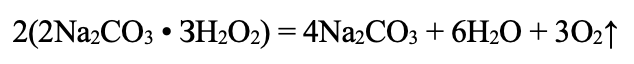 2(2Na₂CO₃ • 3H₂O₂) = 4Na₂CO₃ + 6H₂O + 3O₂↑